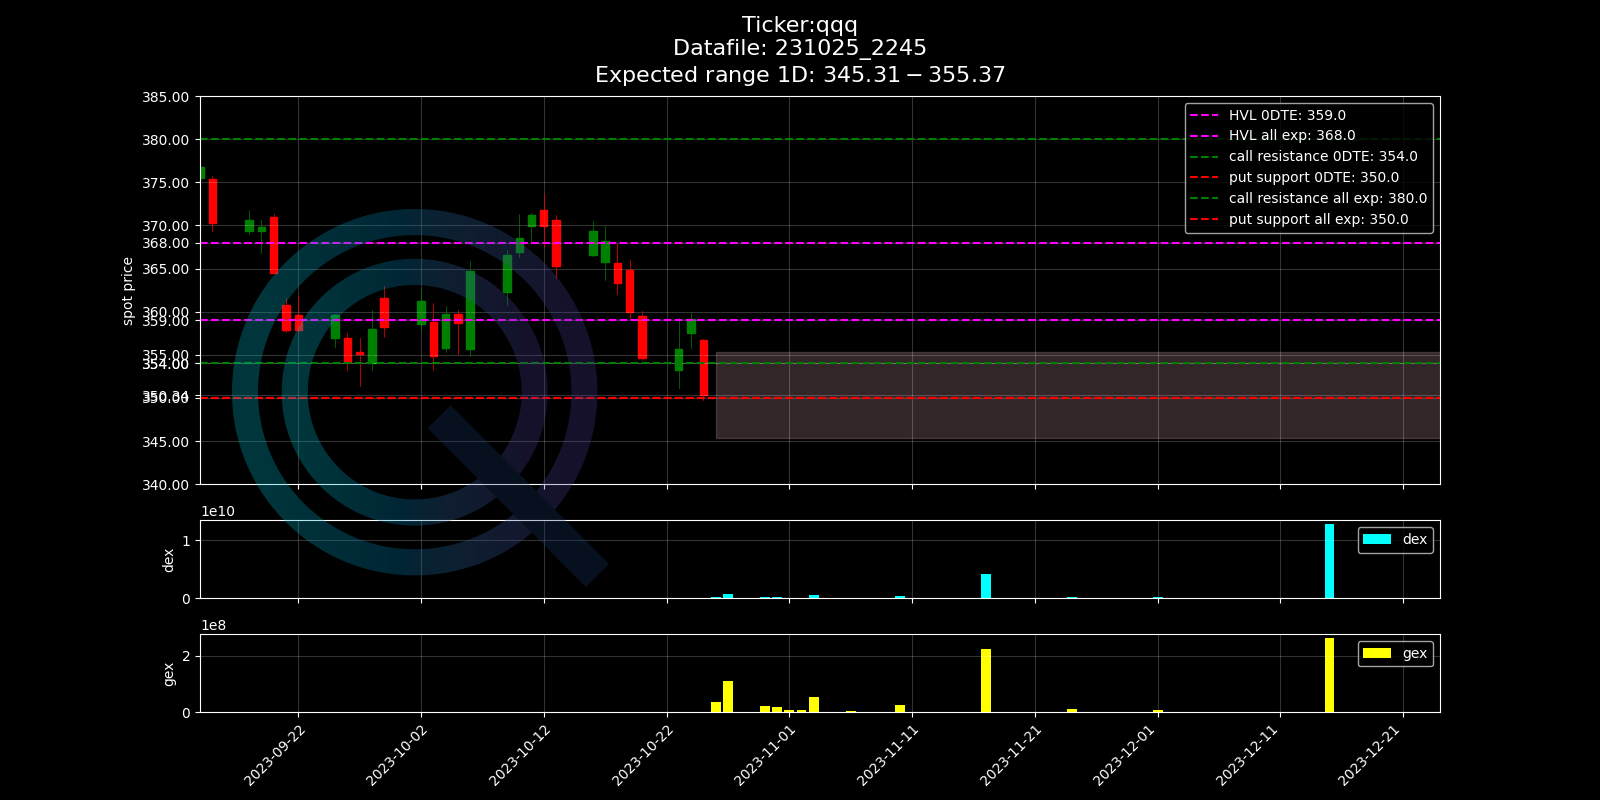 Ticker:qqq
Datafile: 231025_2245
Expected range 1D: 345.31 − 355.37
385.00
380.00
375.00
370.00
368.00
365.00
360.00
359.00
355.00
354.00
350.34
350.00
345.00
340.00
spot price
HVL 0DTE: 359.0
HVL all exp: 368.0
call resistance 0DTE: 354.0
put support 0DTE: 350.0
call resistance all exp: 380.0
put support all exp: 350.0
1e10
1
0
dex
dex
1e8
2
0
gex
gex
2023-09-22
2023-10-02
2023-10-12
2023-10-22
2023-11-01
2023-11-11
2023-11-21
2023-12-01
2023-12-11
2023-12-21